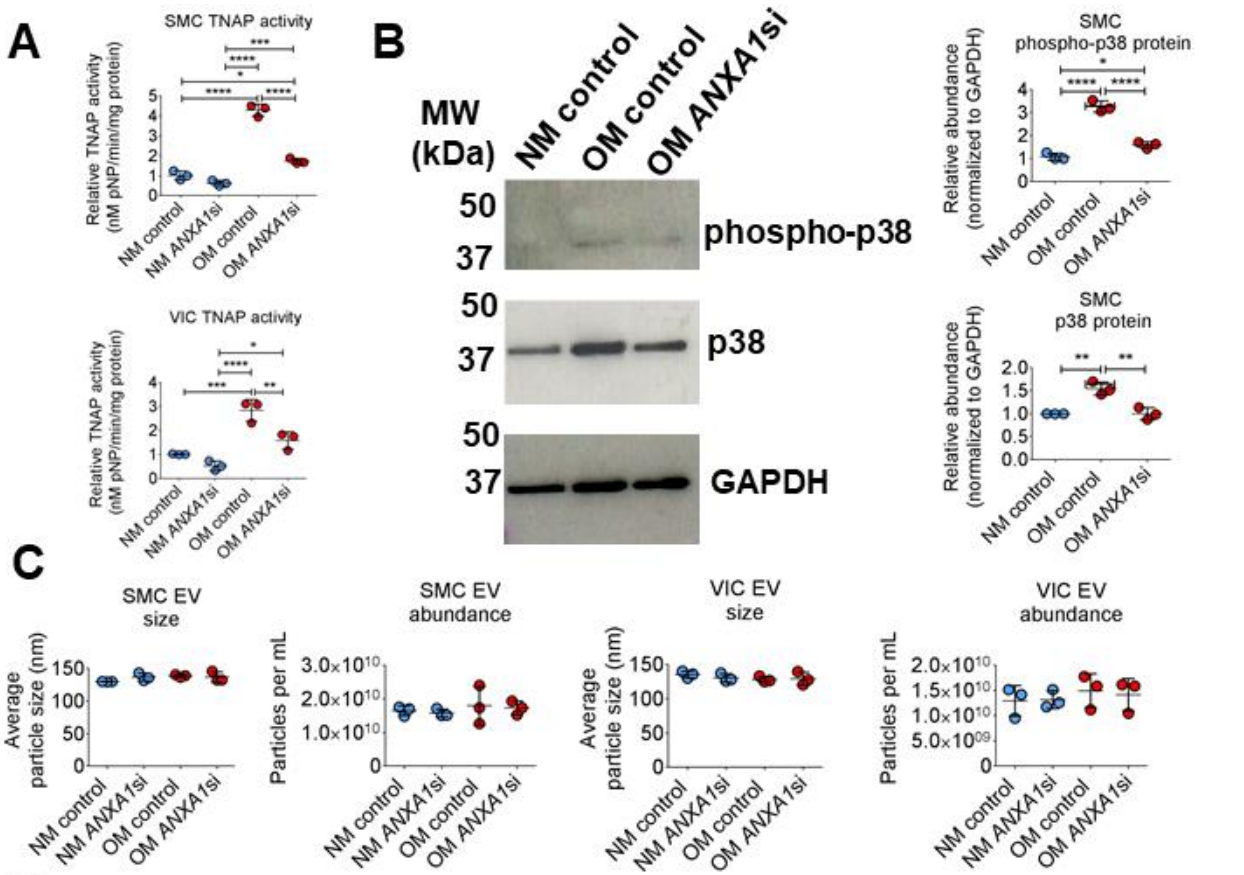 A
SMC TNAP activity
Relative TNAP activity
(nM pNP/min/mg protein)
***
****
*
**** ****
5
4
3
2
1
0
NM control
NM ANXA1si
OM control
OM ANXA1si
VIC TNAP activity
Relative TNAP activity
(nM pNP/min/mg protein)
*
****
*** **
4
3
2
1
0
NM control
NM ANXA1si
OM control
OM ANXA1si
B
MW
(kDa)
NM control
OM control
OM ANXA1si
50
37
phospho-p38
50
37
p38
50
37
GAPDH
SMC
phospho-p38 protein
Relative abundance
(normalized to GAPDH)
*
**** ****
4
3
2
1
0
NM control
OM control
OM ANXA1si
SMC
p38 protein
Relative abundance
(normalized to GAPDH)
** **
2.0
1.5
1.0
0.5
0.0
NM control
OM control
OM ANXA1si
C
SMC EV
size
Average
particle size (nm)
150
100
50
0
NM control
NM ANXA1si
OM control
OM ANXA1si
SMC EV
abundance
Particles per mL
3.0×10¹⁰
2.0×10¹⁰
1.0×10¹⁰
0
NM control
NM ANXA1si
OM control
OM ANXA1si
VIC EV
size
Average
particle size (nm)
150
100
50
0
NM control
NM ANXA1si
OM control
OM ANXA1si
VIC EV
abundance
Particles per mL
2.0×10¹⁰
1.5×10¹⁰
1.0×10¹⁰
5.0×10⁰⁹
0
NM control
NM ANXA1si
OM control
OM ANXA1si